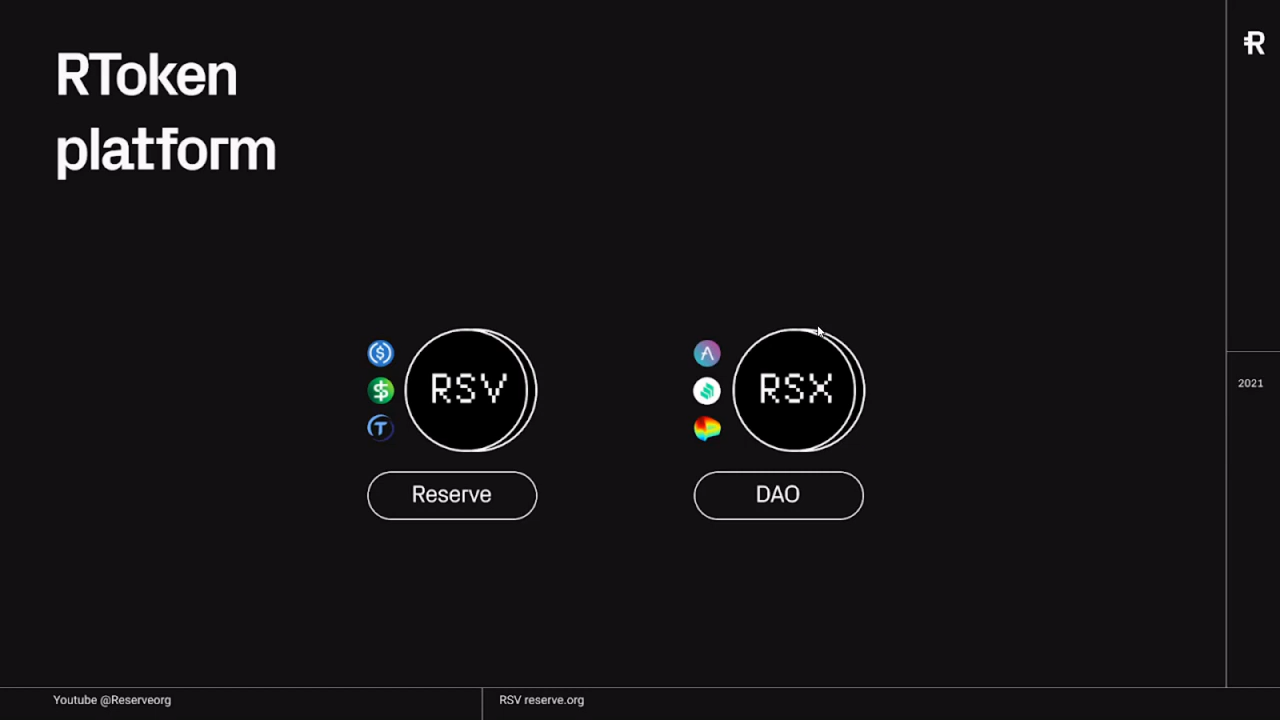 RToken
platform
2021
RSV
RSX
Reserve
DAO
Youtube @Reserveorg
RSV reserve.org